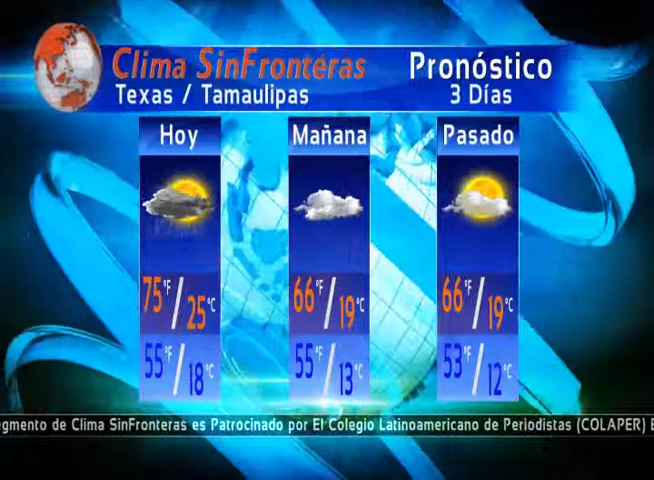 Clima SinFronteras Pronóstico
Texas / Tamaulipas 3 Días
Hoy Mañana Pasado
75°F/25°C 66°F/19°C 66°F/19°C
55°F/18°C 55°F/13°C 53°F/12°C
egmento de Clima SinFronteras es Patrocinado por El Colegio Latinoamericano de Periodistas (COLAPER) E